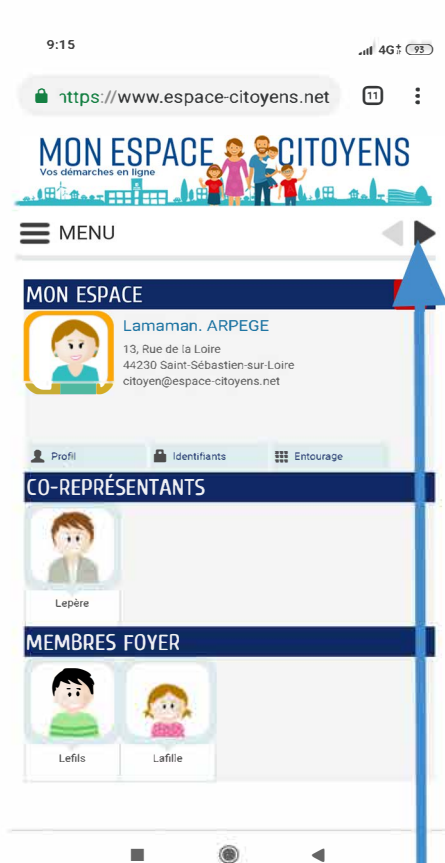 9:15
4G 93
https://www.espace-citoyens.net 11
MON ESPACE CITOYENS
Vos démarches en ligne
MENU
MON ESPACE
Lamaman. ARPEGE
13, Rue de la Loire
44230 Saint-Sébastien-sur-Loire
citoyen@espace-citoyens.net
Profil Identifiants Entourage
CO-REPRÉSENTANTS
Lepère
MEMBRES FOYER
Lefils Lafille